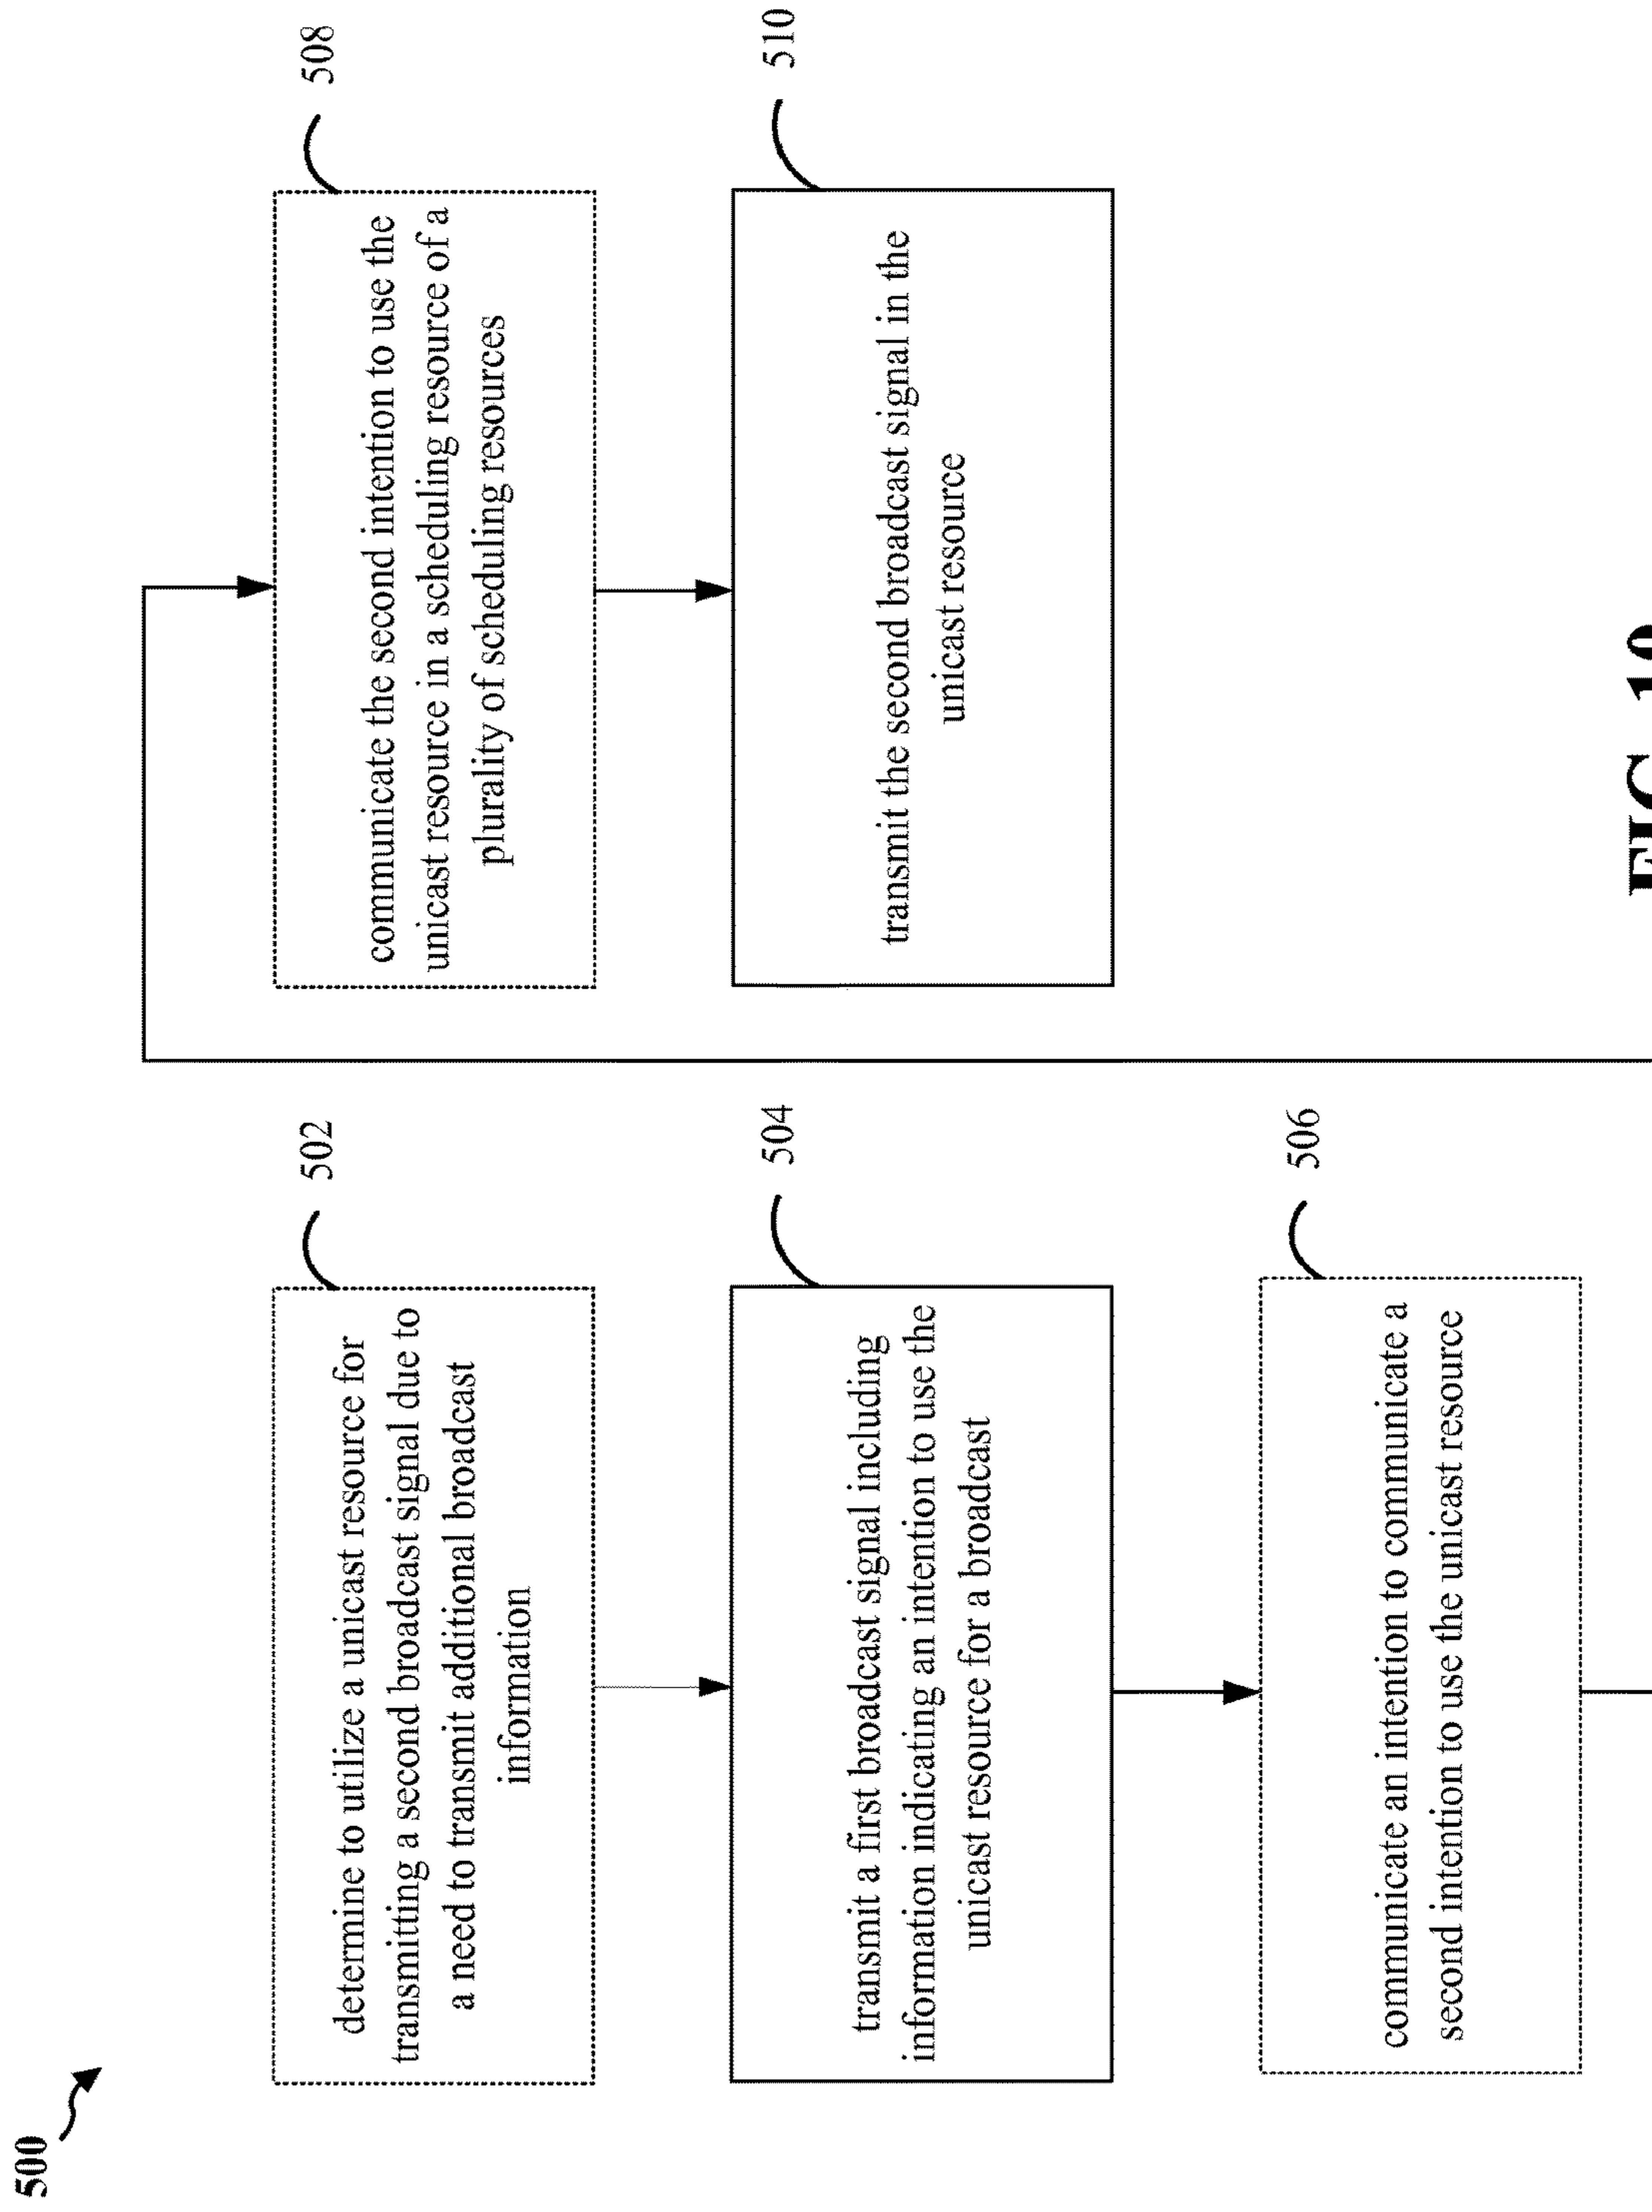 500
502
determine to utilize a unicast resource for
transmitting a second broadcast signal due to
a need to transmit additional broadcast
information
504
transmit a first broadcast signal including
information indicating an intention to use the
unicast resource for a broadcast
506
communicate an intention to communicate a
second intention to use the unicast resource
508
communicate the second intention to use the
unicast resource in a scheduling resource of a
plurality of scheduling resources
510
transmit the second broadcast signal in the
unicast resource
FIG. 10